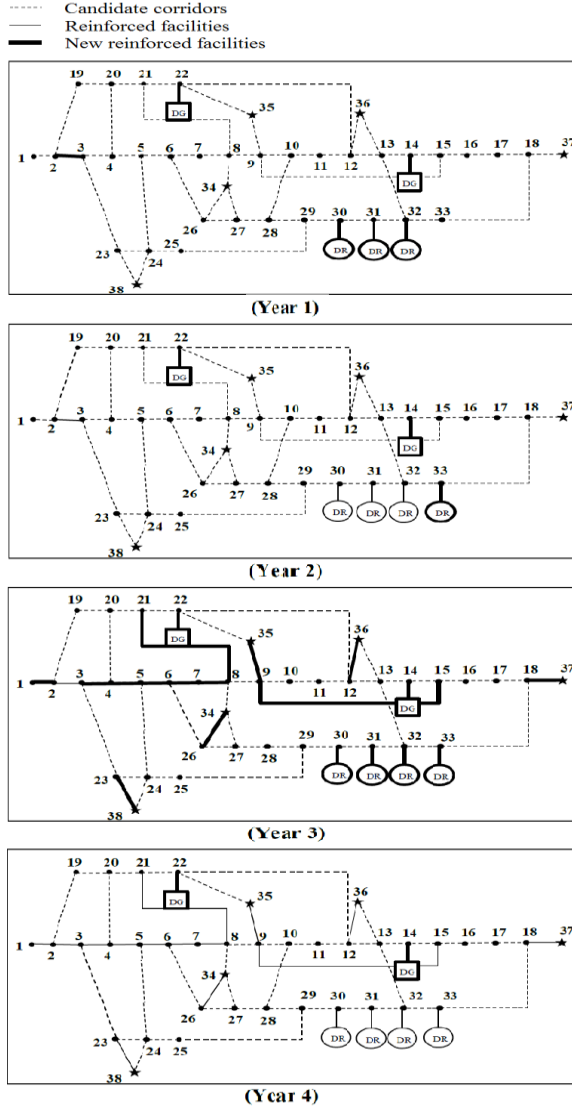 Candidate corridors
Reinforced facilities
New reinforced facilities
19 20 21 22
DG 35 36
1 2 3 4 5 6 7 8 9 10 11 12 13 14 15 16 17 18 37
34 DG
26 27 28 29 30 31 32 33
23 24 25 DR DR DR
38
(Year 1)
19 20 21 22
DG 35 36
1 2 3 4 5 6 7 8 9 10 11 12 13 14 15 16 17 18 37
34 DG
26 27 28 29 30 31 32 33
23 24 25 DR DR DR DR
38
(Year 2)
19 20 21 22
DG 35 36
1 2 3 4 5 6 7 8 9 10 11 12 13 14 15 16 17 18 37
34 DG
26 27 28 29 30 31 32 33
23 24 25 DR DR DR DR
38
(Year 3)
19 20 21 22
DG 35 36
1 2 3 4 5 6 7 8 9 10 11 12 13 14 15 16 17 18 37
34 DG
26 27 28 29 30 31 32 33
23 24 25 DR DR DR DR
38
(Year 4)